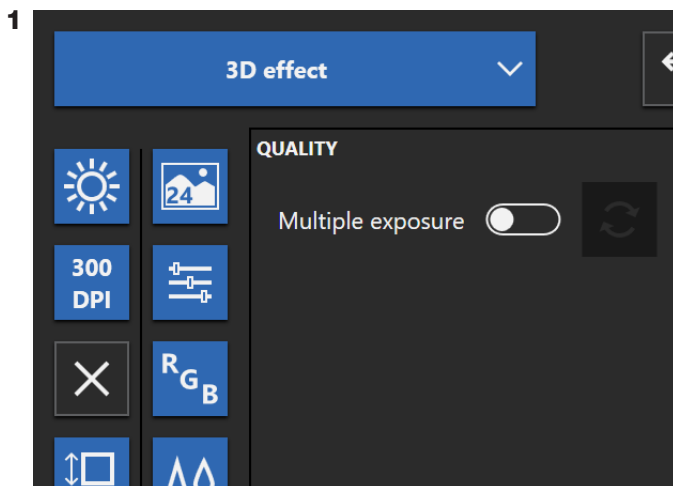 1
3D effect
QUALITY
24
Multiple exposure
300
DPI
R
G
B